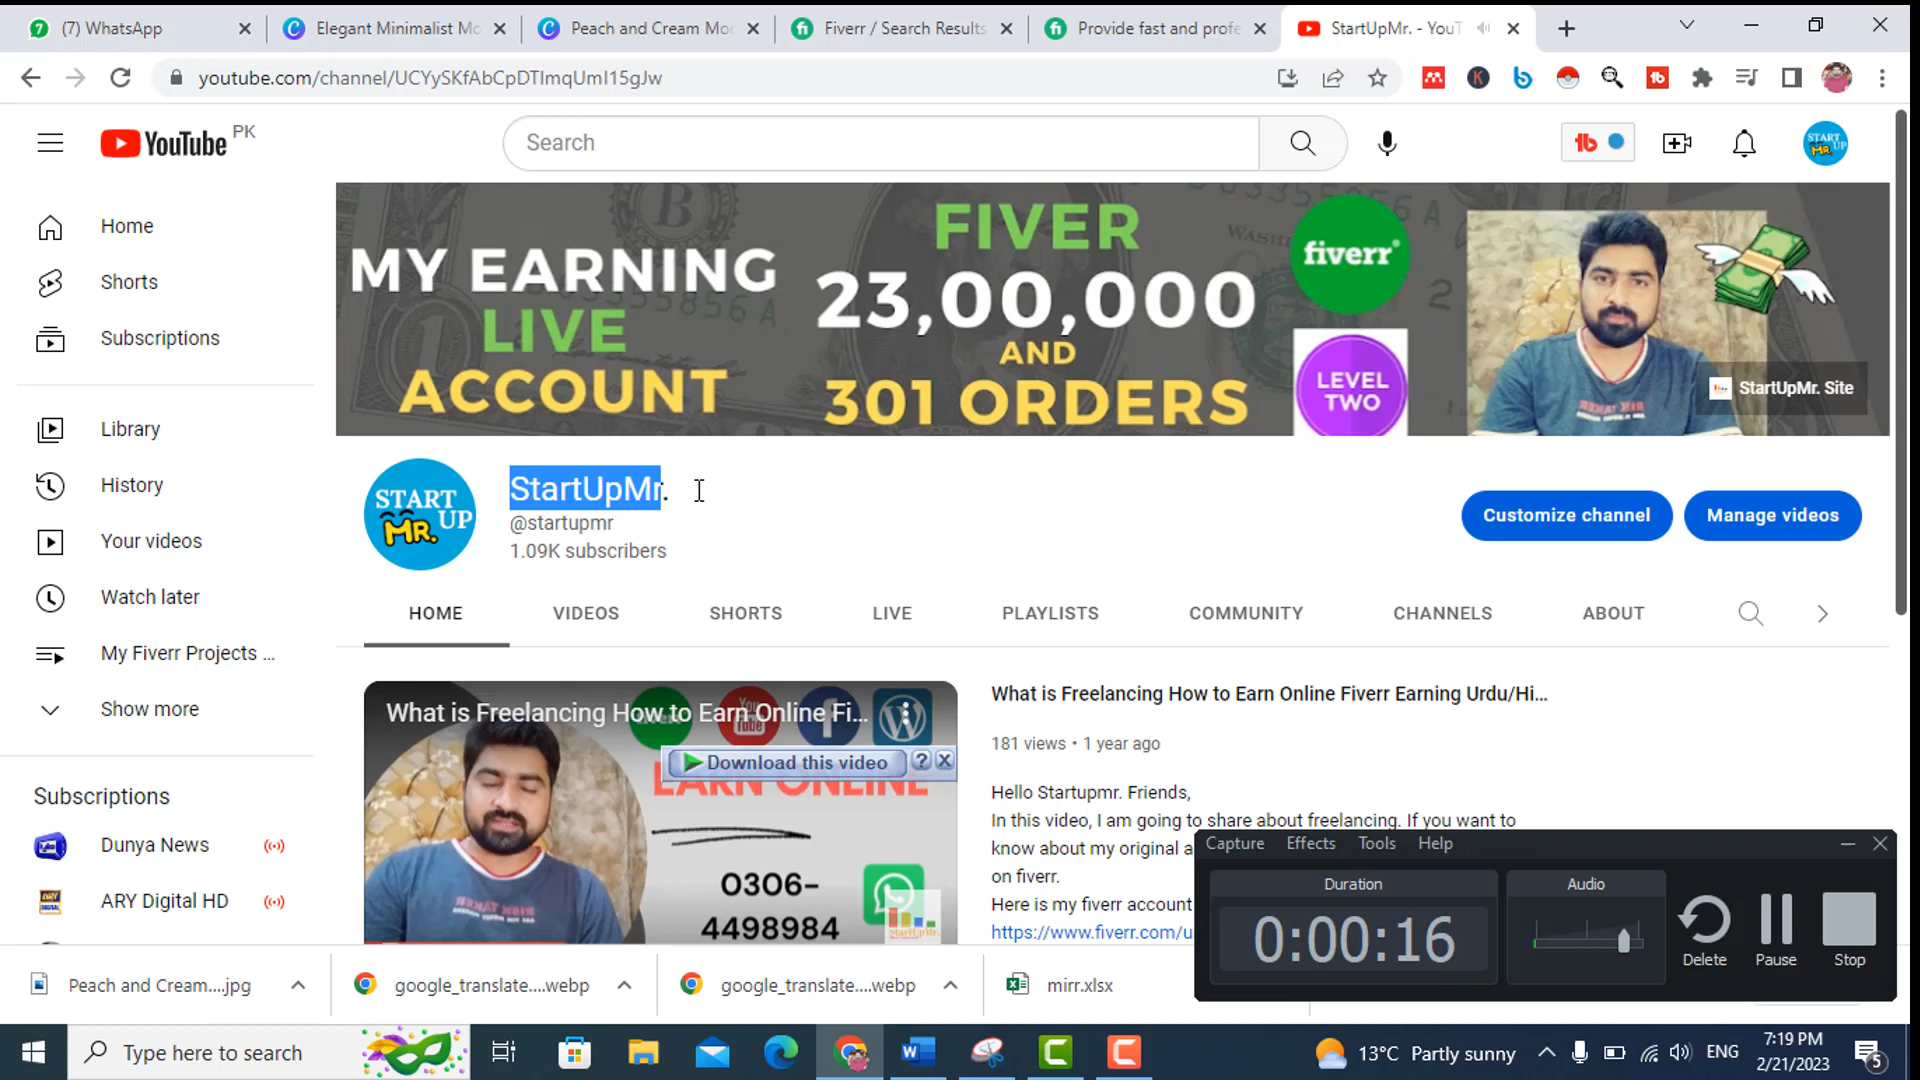 (7) WhatsApp
Elegant Minimalist Mo
Peach and Cream Moo
Fiverr / Search Results
Provide fast and profe
StartUpMr. - YouT
youtube.com/channel/UCYySKfAbCpDTImqUmI15gJw
YouTube PK
Search
Home
Shorts
Subscriptions
Library
History
Your videos
Watch later
My Fiverr Projects ...
Show more
Subscriptions
Dunya News
ARY Digital HD
MY EARNING
LIVE
ACCOUNT
FIVER
23,00,000
AND
301 ORDERS
fiverr
LEVEL
TWO
StartUpMr. Site
START
UP
MR.
StartUpMr.
@startupmr
1.09K subscribers
Customize channel
Manage videos
HOME
VIDEOS
SHORTS
LIVE
PLAYLISTS
COMMUNITY
CHANNELS
ABOUT
What is Freelancing How to Earn Online Fi...
Download this video
EARN ONLINE
0306-
4498984
What is Freelancing How to Earn Online Fiverr Earning Urdu/Hi...
181 views • 1 year ago
Hello Startupmr. Friends,
In this video, I am going to share about freelancing. If you want to
know about my original a
on fiverr.
Here is my fiverr account
https://www.fiverr.com/u
Capture
Effects
Tools
Help
Duration
0:00:16
Audio
Delete
Pause
Stop
Peach and Cream....jpg
google_translate....webp
google_translate....webp
mirr.xlsx
Type here to search
13°C Partly sunny
ENG
7:19 PM
2/21/2023
5